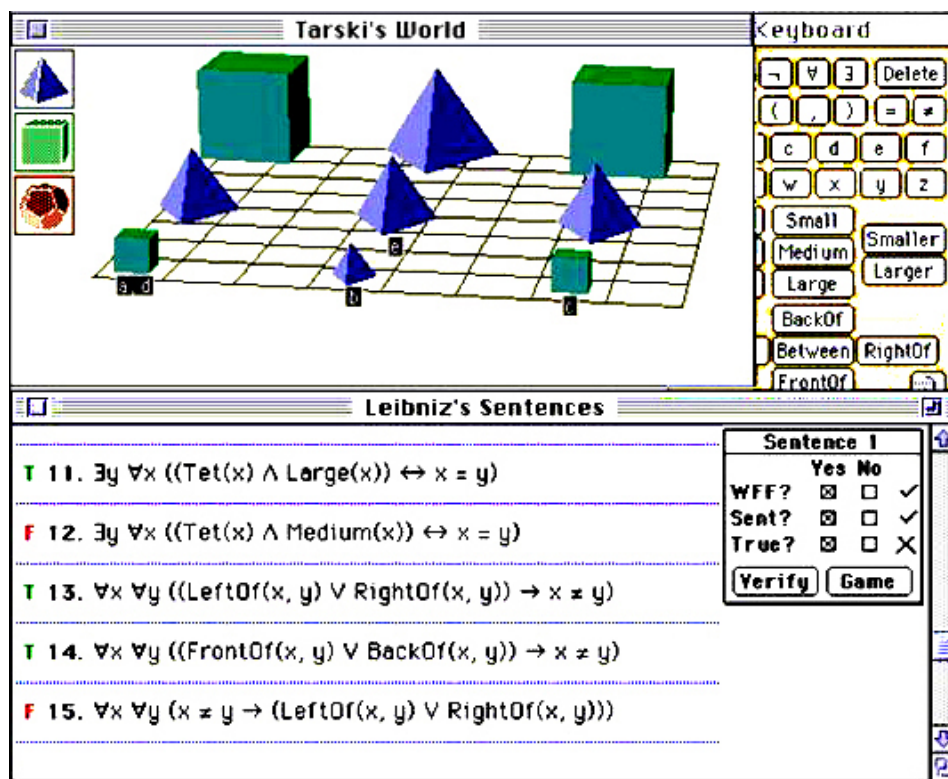 Tarski's World
Keyboard
¬ ∀ ∃ Delete
( , ) = ≠
c d e f
w x y z
Small
Smaller
Medium
Larger
Large
BackOf
Between RightOf
FrontOf
e
a, d b c
Leibniz's Sentences
T 11. ∃y ∀x ((Tet(x) ∧ Large(x)) ↔ x = y)
F 12. ∃y ∀x ((Tet(x) ∧ Medium(x)) ↔ x = y)
T 13. ∀x ∀y ((LeftOf(x, y) ∨ RightOf(x, y)) → x ≠ y)
T 14. ∀x ∀y ((FrontOf(x, y) ∨ BackOf(x, y)) → x ≠ y)
F 15. ∀x ∀y (x ≠ y → (LeftOf(x, y) ∨ RightOf(x, y)))
Sentence 1
Yes No
WFF?
Sent?
True?
Verify Game